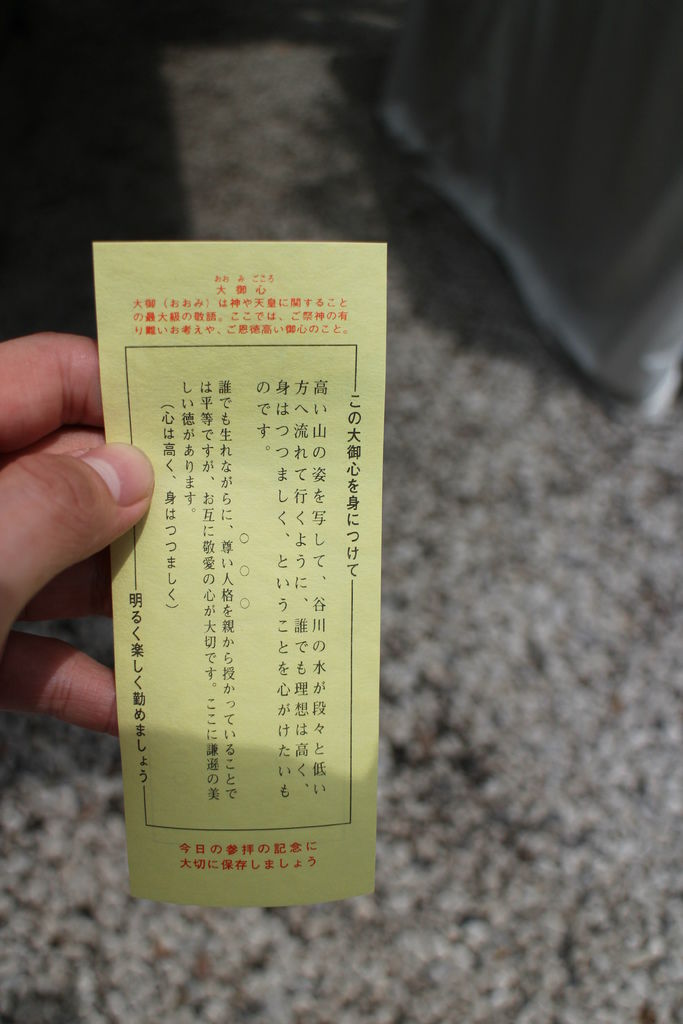 おおみごころ
大御心
大御（おおみ）は神や天皇に関すること
の最大級の敬語。ここでは、ご祭神の有
り難いお考えや、ご恩徳高い御心のこと。
この大御心を身につけて
高い山の姿を写して、谷川の水が段々と低い
方へ流れて行くように、誰でも理想は高く、
身はつつましく、ということを心がけたいも
のです。
○○○
誰でも生れながらに、尊い人格を親から授かっていることで
は平等ですが、お互に敬愛の心が大切です。ここに謙遜の美
しい徳があります。
（心は高く、身はつつましく）
明るく楽しく勤めましょう
今日の参拝の記念に
大切に保存しましょう